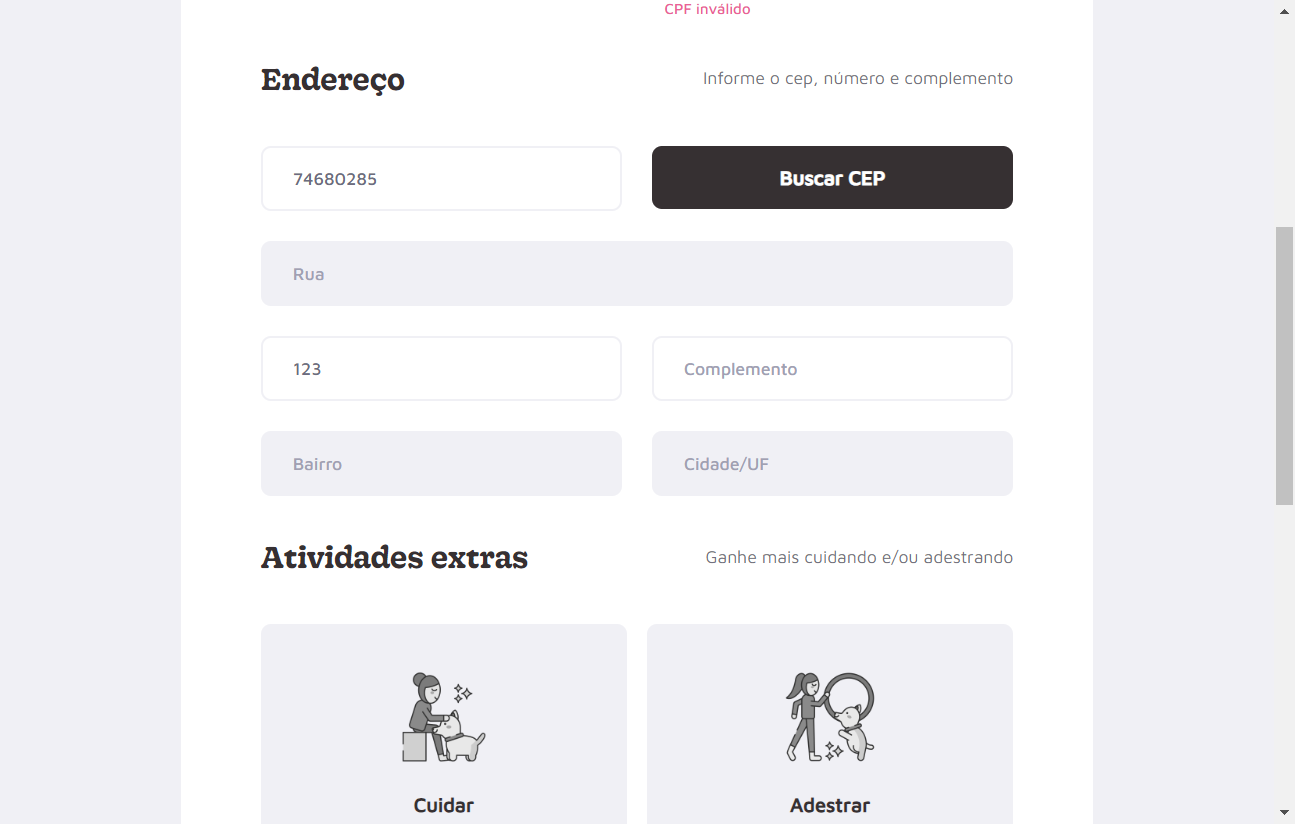 CPF inválido
Endereço
Informe o cep, número e complemento
74680285
Buscar CEP
Rua
123
Complemento
Bairro
Cidade/UF
Atividades extras
Ganhe mais cuidando e/ou adestrando
Cuidar
Adestrar